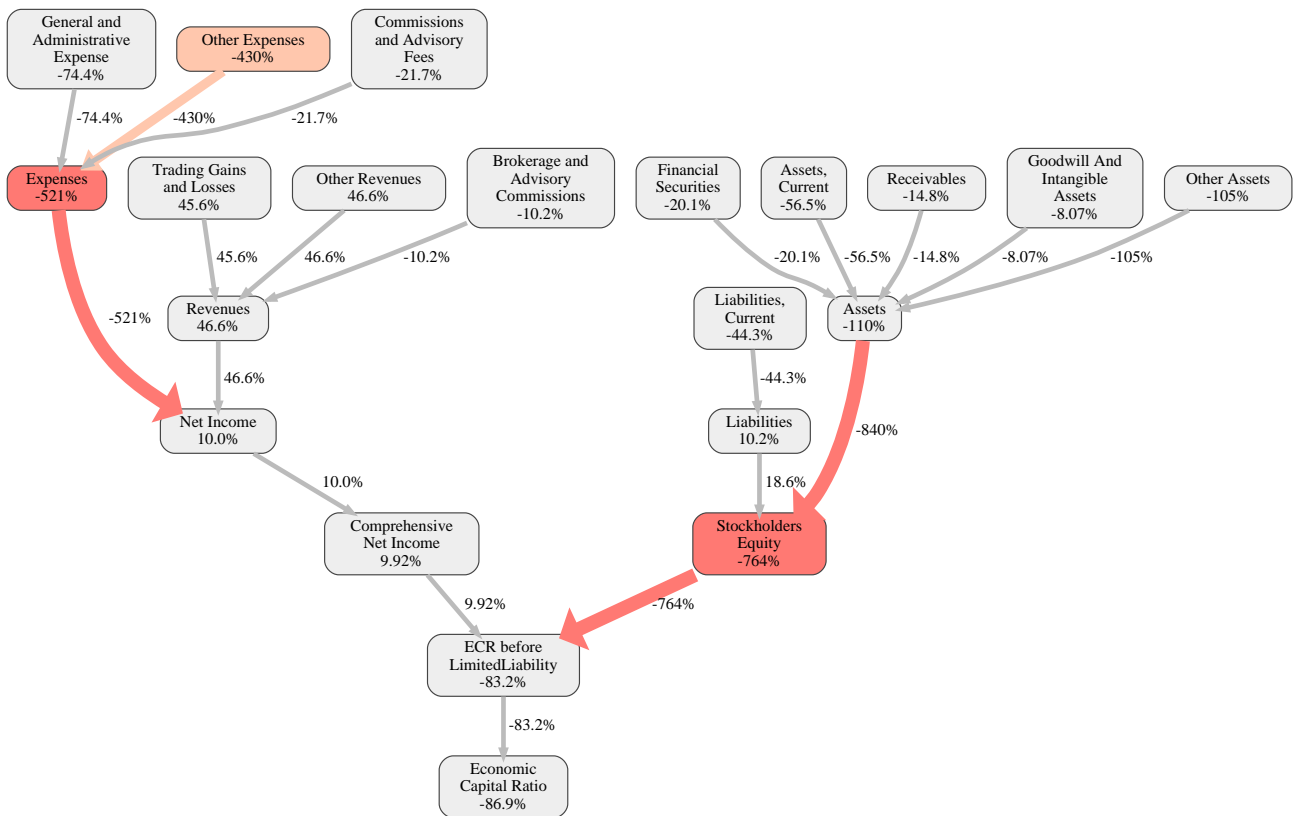 General and
Administrative
Expense
-74.4%
Other Expenses
-430%
Commissions
and Advisory
Fees
-21.7%
-74.4%
-430%
-21.7%
Expenses
-521%
Trading Gains
and Losses
45.6%
Other Revenues
46.6%
Brokerage and
Advisory
Commissions
-10.2%
Financial
Securities
-20.1%
Assets,
Current
-56.5%
Receivables
-14.8%
Goodwill And
Intangible
Assets
-8.07%
Other Assets
-105%
45.6%
46.6%
-10.2%
-20.1%
-56.5%
-14.8%
-8.07%
-105%
-521%
Revenues
46.6%
Liabilities,
Current
-44.3%
Assets
-110%
46.6%
-44.3%
-840%
Net Income
10.0%
Liabilities
10.2%
10.0%
18.6%
Comprehensive
Net Income
9.92%
Stockholders
Equity
-764%
9.92%
-764%
ECR before
LimitedLiability
-83.2%
-83.2%
Economic
Capital Ratio
-86.9%